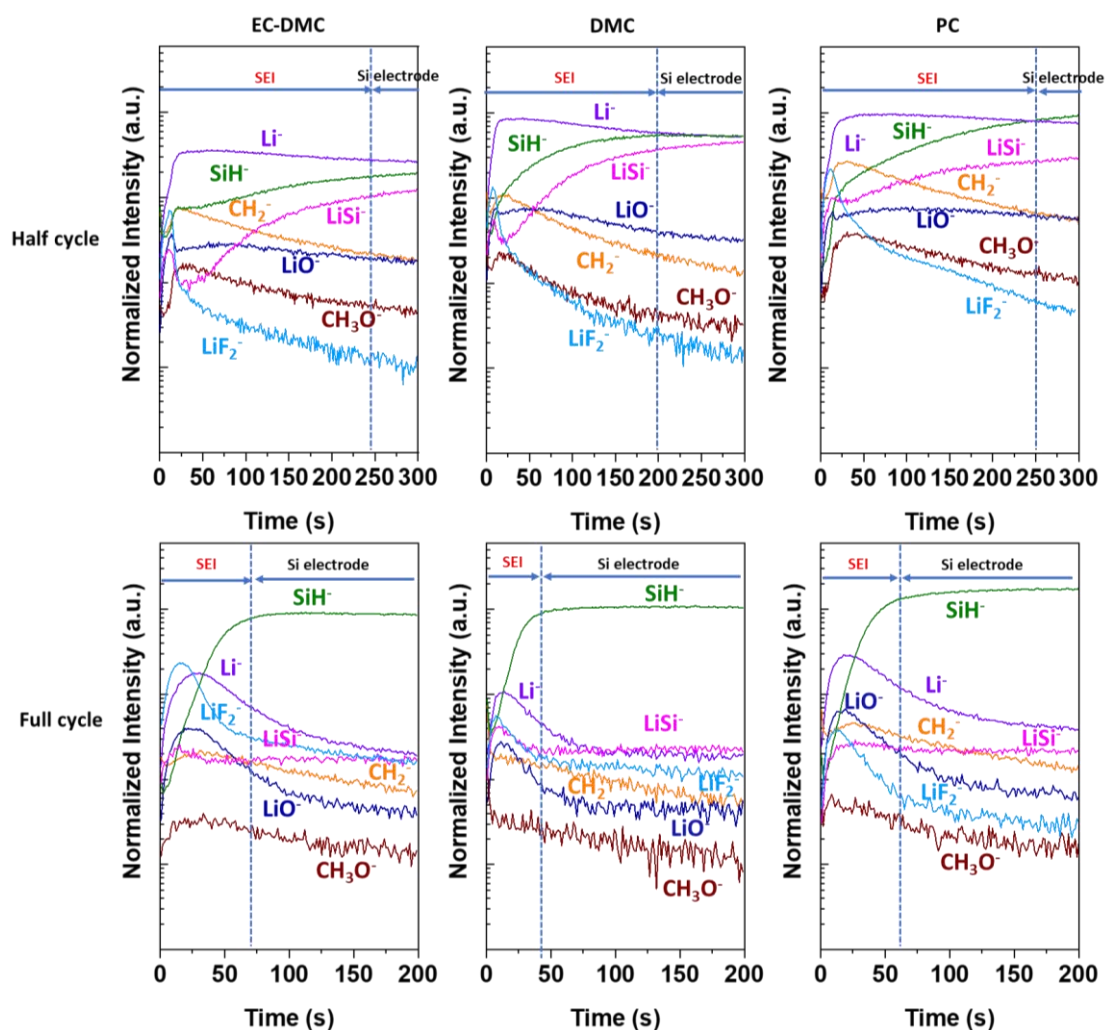 EC-DMC
DMC
PC
Half cycle
Normalized Intensity (a.u.)
SEI
Si electrode
Li⁻
SiH⁻
CH₂⁻
LiSi⁻
LiO⁻
CH₃O⁻
LiF₂⁻
0 50 100 150 200 250 300
Time (s)
Normalized Intensity (a.u.)
SEI
Si electrode
Li⁻
SiH⁻
LiSi⁻
LiO⁻
CH₂⁻
CH₃O⁻
LiF₂⁻
0 50 100 150 200 250 300
Time (s)
Normalized Intensity (a.u.)
SEI
Si electrode
Li⁻
SiH⁻
LiSi⁻
CH₂⁻
LiO⁻
CH₃O⁻
LiF₂⁻
0 50 100 150 200 250 300
Time (s)
Full cycle
Normalized Intensity (a.u.)
SEI
Si electrode
SiH⁻
Li⁻
LiF₂⁻
LiSi⁻
CH₂⁻
LiO⁻
CH₃O⁻
0 50 100 150 200
Time (s)
Normalized Intensity (a.u.)
SEI
Si electrode
SiH⁻
Li⁻
LiSi⁻
LiF₂⁻
CH₂⁻
LiO⁻
CH₃O⁻
0 50 100 150 200
Time (s)
Normalized Intensity (a.u.)
SEI
Si electrode
SiH⁻
Li⁻
LiO⁻
CH₂⁻
LiSi⁻
LiF₂⁻
CH₃O⁻
0 50 100 150 200
Time (s)